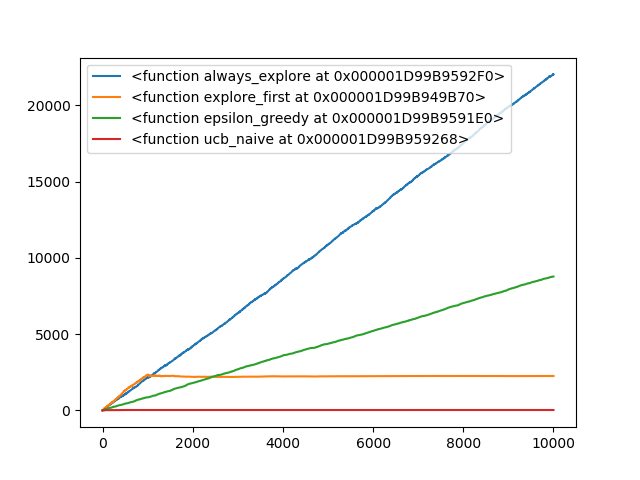 <function always_explore at 0x000001D99B9592F0>
<function explore_first at 0x000001D99B949B70>
<function epsilon_greedy at 0x000001D99B9591E0>
<function ucb_naive at 0x000001D99B959268>
20000
15000
10000
5000
0
0 2000 4000 6000 8000 10000